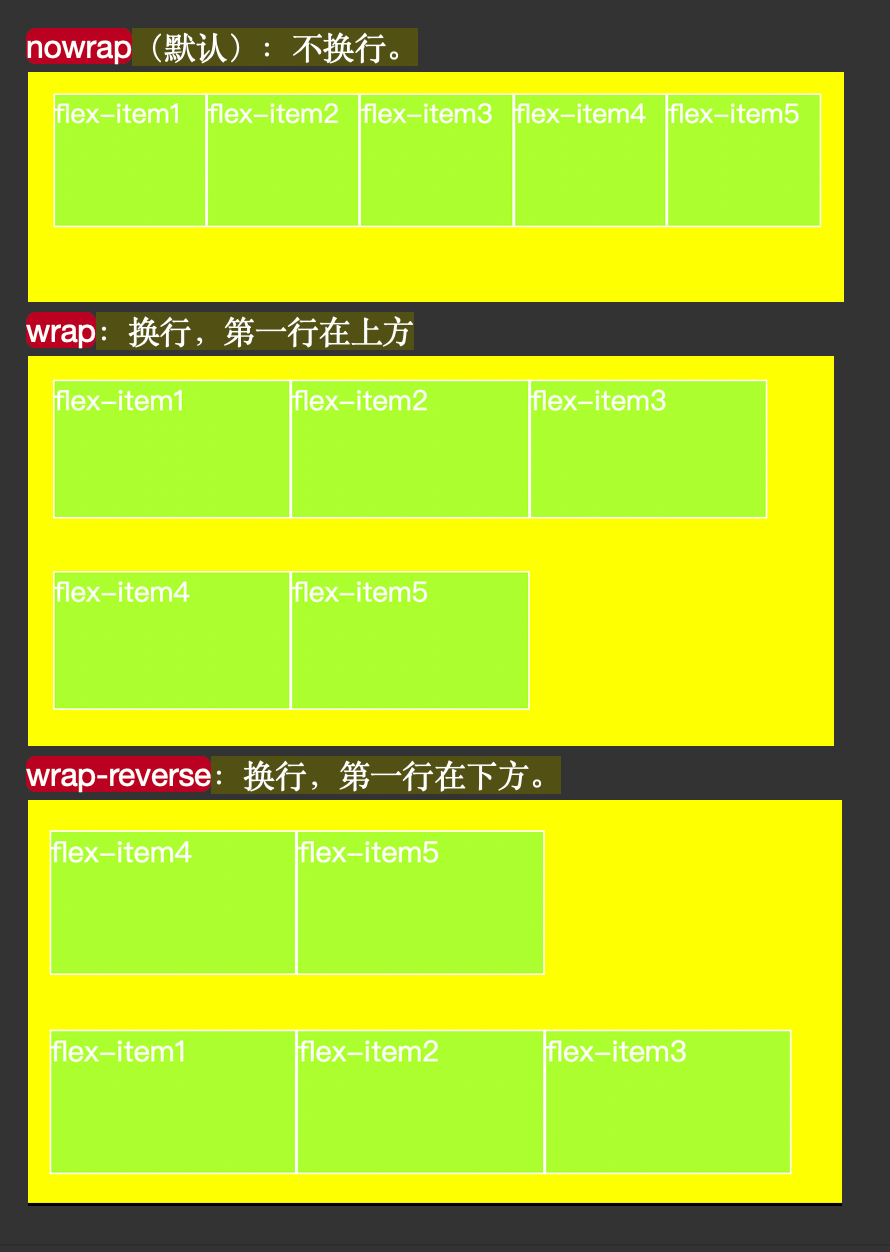 nowrap（默认）：不换行。
flex-item1 flex-item2 flex-item3 flex-item4 flex-item5
wrap：换行，第一行在上方
flex-item1 flex-item2 flex-item3
flex-item4 flex-item5
wrap-reverse：换行，第一行在下方。
flex-item4 flex-item5
flex-item1 flex-item2 flex-item3